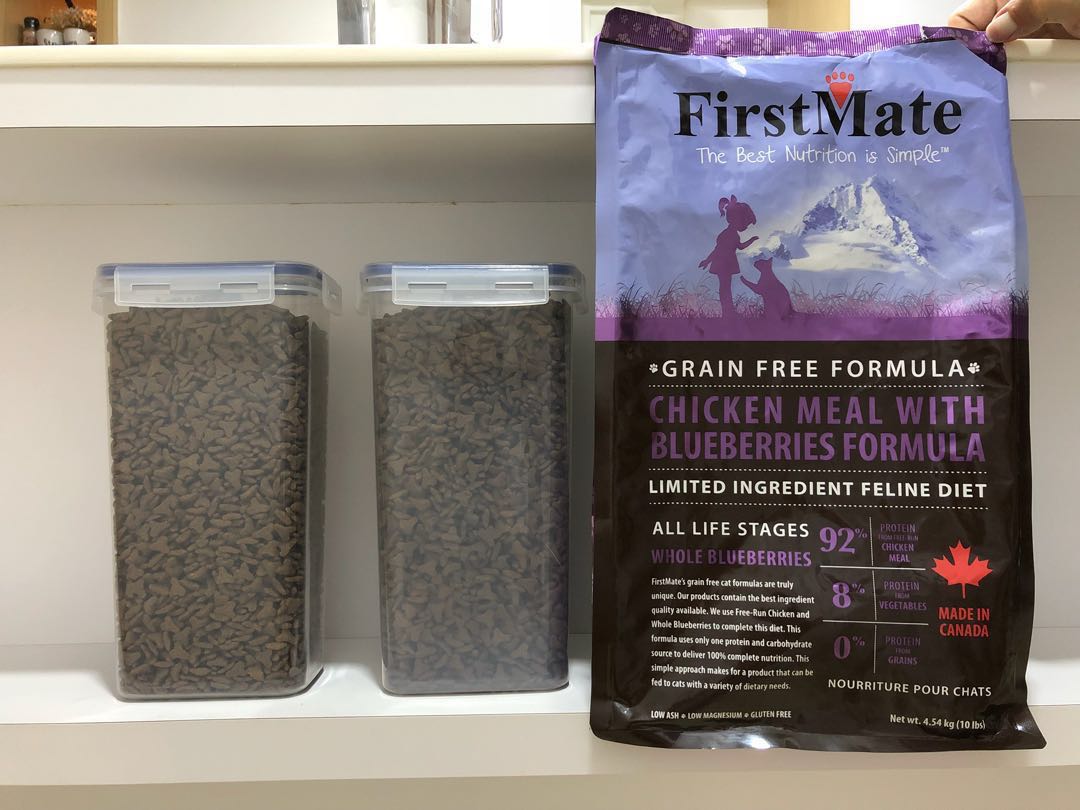 FirstMate
The Best Nutrition is Simple™
GRAIN FREE FORMULA
CHICKEN MEAL WITH
BLUEBERRIES FORMULA
LIMITED INGREDIENT FELINE DIET
ALL LIFE STAGES
WHOLE BLUEBERRIES
FirstMate's grain free cat formulas are truly
unique. Our products contain the best ingredient
quality available. We use Free-Run Chicken and
Whole Blueberries to complete this diet. This
formula uses only one protein and carbohydrate
source to deliver 100% complete nutrition. This
simple approach makes for a product that can be
fed to cats with a variety of dietary needs.
92%
PROTEIN
FROM FREE-RUN
CHICKEN
MEAL
8%
PROTEIN
FROM
VEGETABLES
0%
PROTEIN
FROM
GRAINS
MADE IN
CANADA
NOURRITURE POUR CHATS
LOW ASH + LOW MAGNESIUM + GLUTEN FREE
Net wt. 4.54 kg (10 lbs)